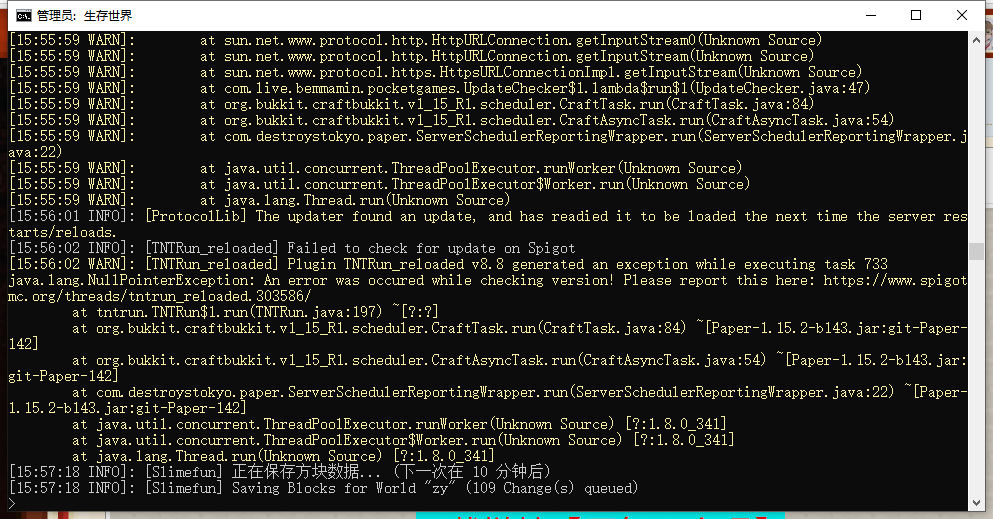 管理员: 生存世界
[15:55:59 WARN]:        at sun.net.www.protocol.http.HttpURLConnection.getInputStream0(Unknown Source)
[15:55:59 WARN]:        at sun.net.www.protocol.http.HttpURLConnection.getInputStream(Unknown Source)
[15:55:59 WARN]:        at sun.net.www.protocol.https.HttpsURLConnectionImpl.getInputStream(Unknown Source)
[15:55:59 WARN]:        at com.live.bemmamin.pocketgames.UpdateChecker$1.lambda$run$1(UpdateChecker.java:47)
[15:55:59 WARN]:        at org.bukkit.craftbukkit.v1_15_R1.scheduler.CraftTask.run(CraftTask.java:84)
[15:55:59 WARN]:        at org.bukkit.craftbukkit.v1_15_R1.scheduler.CraftAsyncTask.run(CraftAsyncTask.java:54)
[15:55:59 WARN]:        at com.destroystokyo.paper.ServerSchedulerReportingWrapper.run(ServerSchedulerReportingWrapper.j
ava:22)
[15:55:59 WARN]:        at java.util.concurrent.ThreadPoolExecutor.runWorker(Unknown Source)
[15:55:59 WARN]:        at java.util.concurrent.ThreadPoolExecutor$Worker.run(Unknown Source)
[15:55:59 WARN]:        at java.lang.Thread.run(Unknown Source)
[15:56:01 INFO]: [ProtocolLib] The updater found an update, and has readied it to be loaded the next time the server res
tarts/reloads.
[15:56:02 INFO]: [TNTRun_reloaded] Failed to check for update on Spigot
[15:56:02 WARN]: [TNTRun_reloaded] Plugin TNTRun_reloaded v8.8 generated an exception while executing task 733
java.lang.NullPointerException: An error was occured while checking version! Please report this here: https://www.spigot
mc.org/threads/tntrun_reloaded.303586/
        at tntrun.TNTRun$1.run(TNTRun.java:197) ~[?:?]
        at org.bukkit.craftbukkit.v1_15_R1.scheduler.CraftTask.run(CraftTask.java:84) ~[Paper-1.15.2-b143.jar:git-Paper-
142]
        at org.bukkit.craftbukkit.v1_15_R1.scheduler.CraftAsyncTask.run(CraftAsyncTask.java:54) ~[Paper-1.15.2-b143.jar:
git-Paper-142]
        at com.destroystokyo.paper.ServerSchedulerReportingWrapper.run(ServerSchedulerReportingWrapper.java:22) ~[Paper-
1.15.2-b143.jar:git-Paper-142]
        at java.util.concurrent.ThreadPoolExecutor.runWorker(Unknown Source) [?:1.8.0_341]
        at java.util.concurrent.ThreadPoolExecutor$Worker.run(Unknown Source) [?:1.8.0_341]
        at java.lang.Thread.run(Unknown Source) [?:1.8.0_341]
[15:57:18 INFO]: [Slimefun] 正在保存方块数据... (下一次在 10 分钟后)
[15:57:18 INFO]: [Slimefun] Saving Blocks for World "zy" (109 Change(s) queued)
>